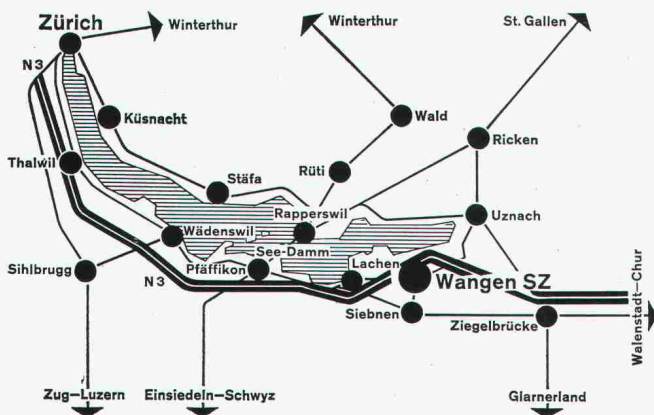 Zürich
Winterthur
Winterthur
St. Gallen
N3
Küsnacht
Wald
Ricken
Thalwil
Stäfa
Rüti
Rapperswil
Uznach
Wädenswil
See-Damm
Sihlbrugg
Pfäffikon
Lachen
N3
Wangen SZ
Siebnen
Ziegelbrücke
Walenstadt–Chur
Zug–Luzern
Einsiedeln–Schwyz
Glarnerland